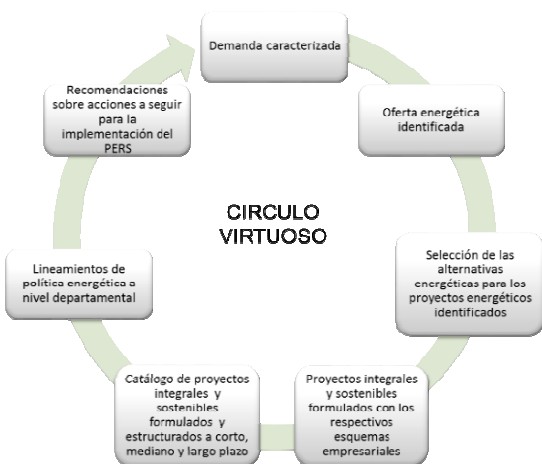 Demanda caracterizada
Oferta energética
identificada
Selección de las
alternativas
energéticas para los
proyectos energéticos
identificados
Proyectos integrales
y sostenibles
formulados con los
respectivos
esquemas
empresariales
Catálogo de proyectos
integrales y
sostenibles
formulados y
estructurados a corto,
mediano y largo plazo
Lineamientos de
política energética a
nivel departamental
Recomendaciones
sobre acciones a seguir
para la
implementación del
PERS
CIRCULO
VIRTUOSO